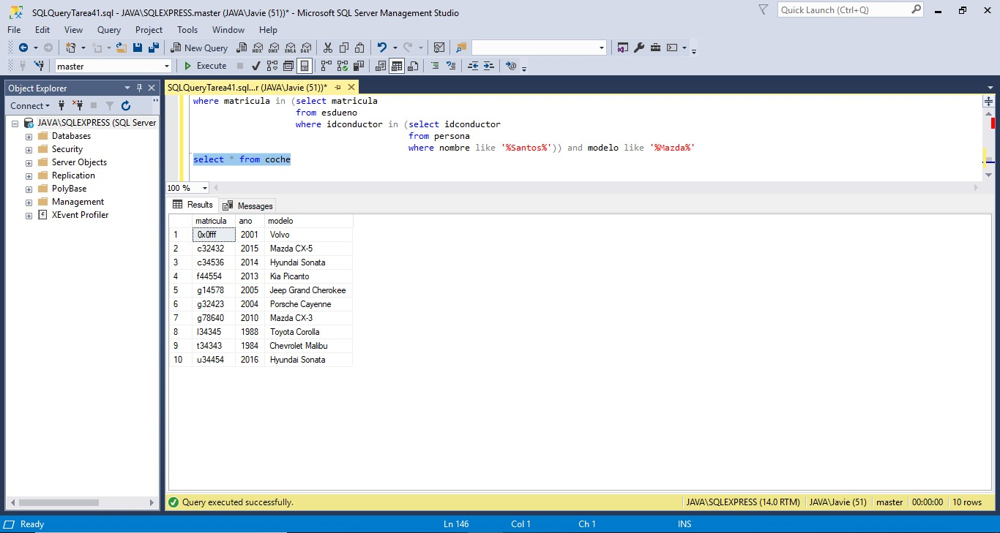 SQLQueryTarea41.sql - JAVA\SQLEXPRESS.master (JAVA\Javie (51))* - Microsoft SQL Server Management Studio
Quick Launch (Ctrl+Q)
File Edit View Query Project Tools Window Help
New Query MDX DMX XMLA DAX
master Execute
Object Explorer
Connect
JAVA\SQLEXPRESS (SQL Server
Databases
Security
Server Objects
Replication
PolyBase
Management
XEvent Profiler
SQLQueryTarea41.sql...r (JAVA\Javie (51))*
where matricula in (select matricula
from esdueno
where idconductor in (select idconductor
from persona
where nombre like '%Santos%')) and modelo like '%Mazda%'
select * from coche
100 %
Results Messages
matricula ano modelo
1 0x0fff 2001 Volvo
2 c32432 2015 Mazda CX-5
3 c34536 2014 Hyundai Sonata
4 f44554 2013 Kia Picanto
5 g14578 2005 Jeep Grand Cherokee
6 g32423 2004 Porsche Cayenne
7 g78640 2010 Mazda CX-3
8 l34345 1988 Toyota Corolla
9 t34343 1984 Chevrolet Malibu
10 u34454 2016 Hyundai Sonata
Query executed successfully. JAVA\SQLEXPRESS (14.0 RTM) JAVA\Javie (51) master 00:00:00 10 rows
Ready Ln 146 Col 1 Ch 1 INS